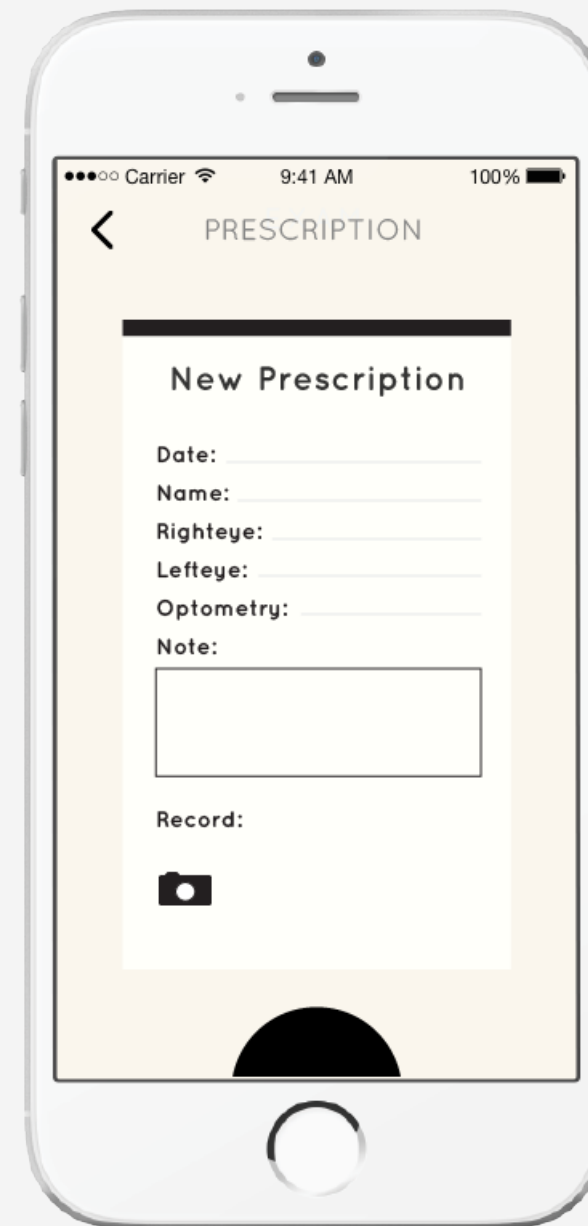 Carrier 9:41 AM 100%
PRESCRIPTION
New Prescription
Date:
Name:
Righteye:
Lefteye:
Optometry:
Note:
Record: